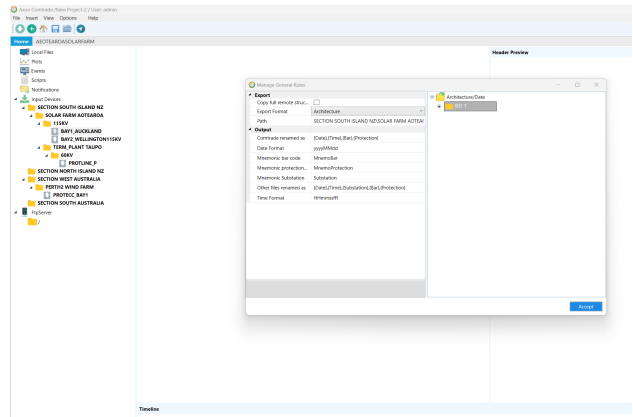 Axon Comtrade /New Project-2 / User: admin
File Insert View Options Help
Home AEOTEAROASOLARFARM
Local Files
Plots
Events
Scripts
Notifications
Input Devices
SECTION SOUTH ISLAND NZ
SOLAR FARM AOTEAROA
115KV
BAY1_AUCKLAND
BAY2_WELLINGTON115KV
TERM_PLANT TAUPO
60KV
PROTLINE_P
SECTION NORTH ISLAND NZ
SECTION WEST AUSTRALIA
PERTH2 WIND FARM
PROTECC_BAY1
SECTION SOUTH AUSTRALIA
FtpServer
/
Header Preview
Manage General Rules
Export
Copy full remote struc...
Export Format Architecture
Path SECTION SOUTH ISLAND NZ\SOLAR FARM AOTEAI
Output
Comtrade renamed as {Date},{Time},{Bar},{Protection}
Date Format yyyyMMdd
Mnemonic bar code MnemoBar
Mnemonic protection... MnemoProtection
Mnemonic Substation Substation
Other files renamed as {Date},{Time},{Substation},{Bar},{Protection}
Time Format HHmmssfff
Architecture/Date
Accept
Timeline